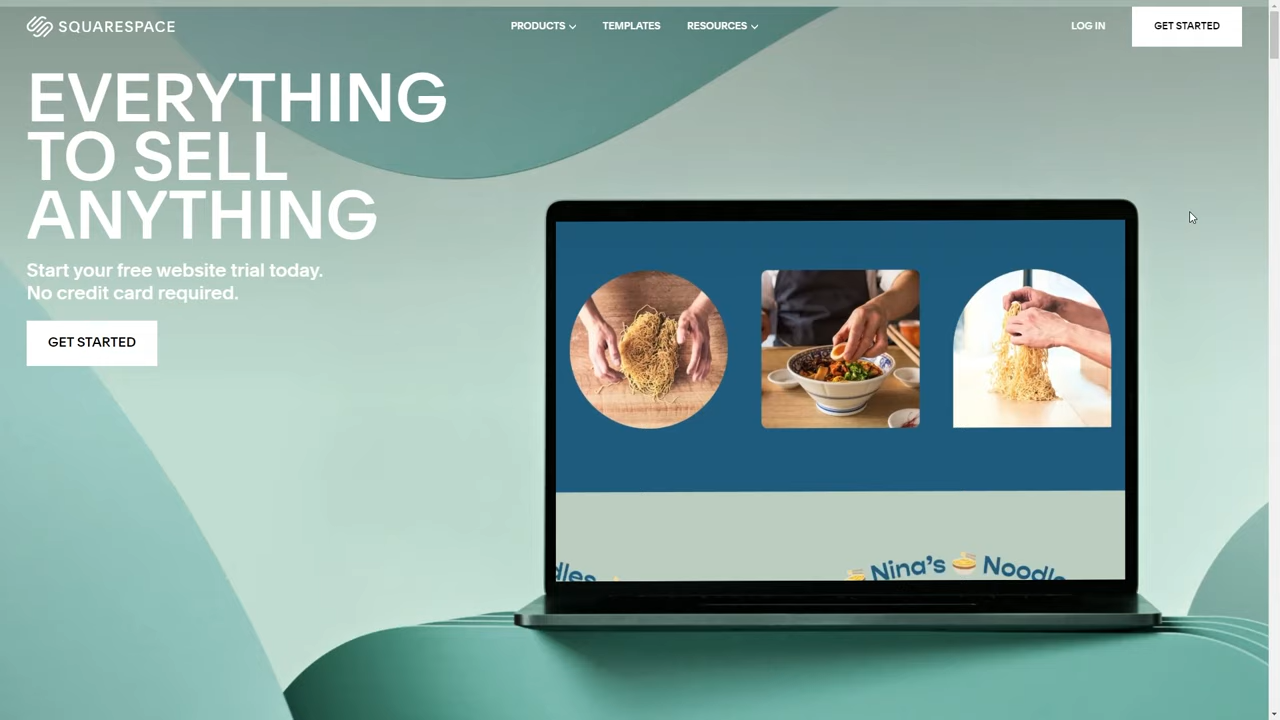 SQUARESPACE
PRODUCTS
TEMPLATES
RESOURCES
LOG IN
GET STARTED
EVERYTHING
TO SELL
ANYTHING
Start your free website trial today.
No credit card required.
GET STARTED
Nina's Noodle